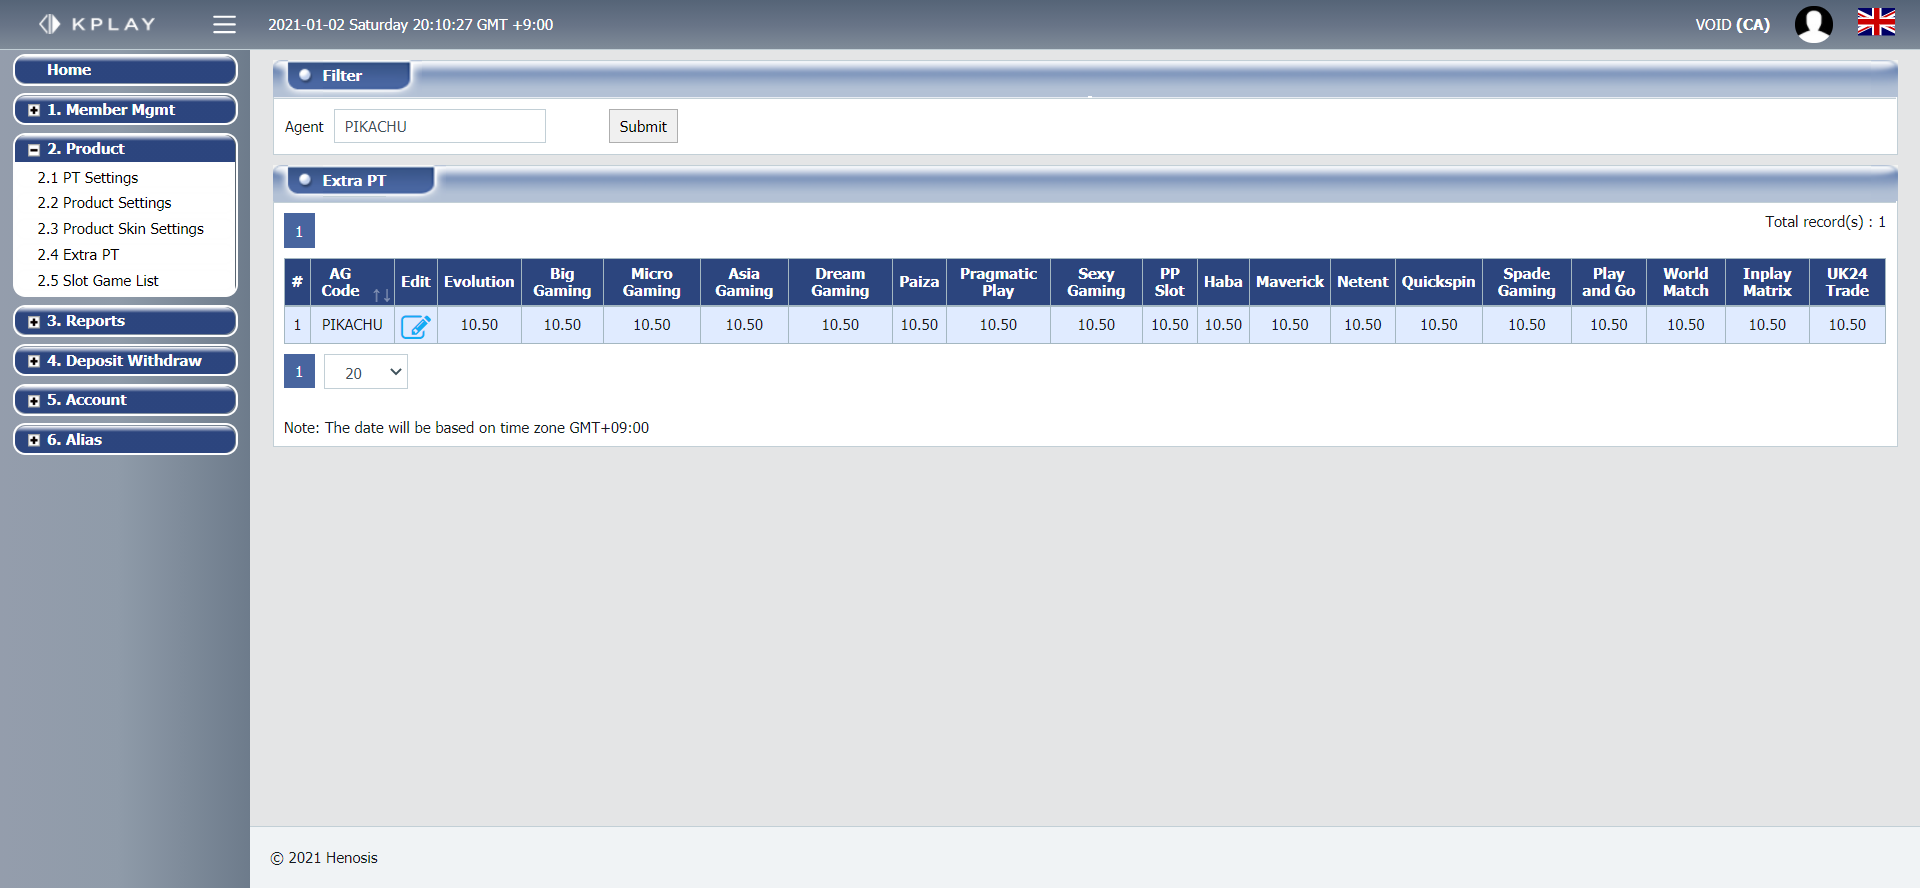 KPLAY
2021-01-02 Saturday 20:10:27 GMT +9:00
VOID (CA)
Home
1. Member Mgmt
2. Product
2.1 PT Settings
2.2 Product Settings
2.3 Product Skin Settings
2.4 Extra PT
2.5 Slot Game List
3. Reports
4. Deposit Withdraw
5. Account
6. Alias
Filter
Agent PIKACHU Submit
Extra PT
1 Total record(s) : 1
# AG Code Edit Evolution Big Gaming Micro Gaming Asia Gaming Dream Gaming Paiza Pragmatic Play Sexy Gaming PP Slot Haba Maverick Netent Quickspin Spade Gaming Play and Go World Match Inplay Matrix UK24 Trade
1 PIKACHU 10.50 10.50 10.50 10.50 10.50 10.50 10.50 10.50 10.50 10.50 10.50 10.50 10.50 10.50 10.50 10.50 10.50 10.50
1 20
Note: The date will be based on time zone GMT+09:00
© 2021 Henosis